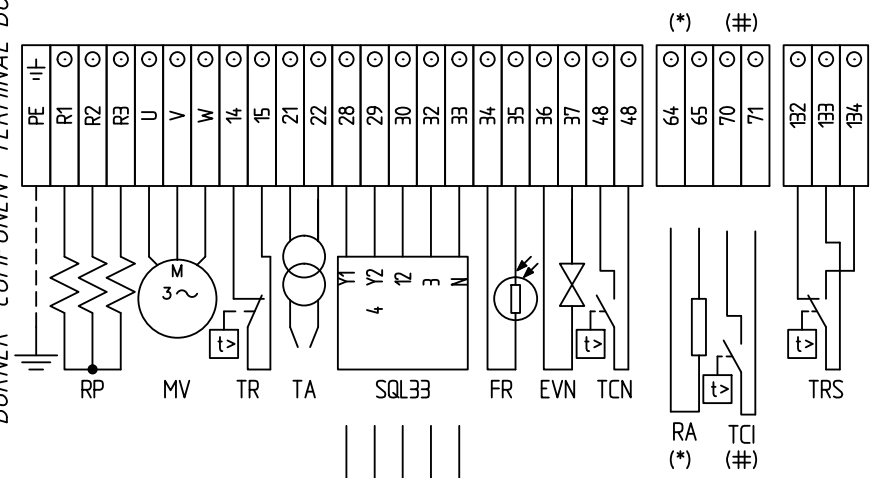 (*) (#)
PE R1 R2 R3 U V W 14 15 21 22 28 29 30 32 33 34 35 36 37 48 48 64 65 70 71 132 133 134
M
3~
Y1 Y2 12 3 N
4
t> t> t> t>
RP MV TR TA SQL33 FR EVN TCN TRS
RA TCI
(*) (#)
COMPONENT TERMINAL